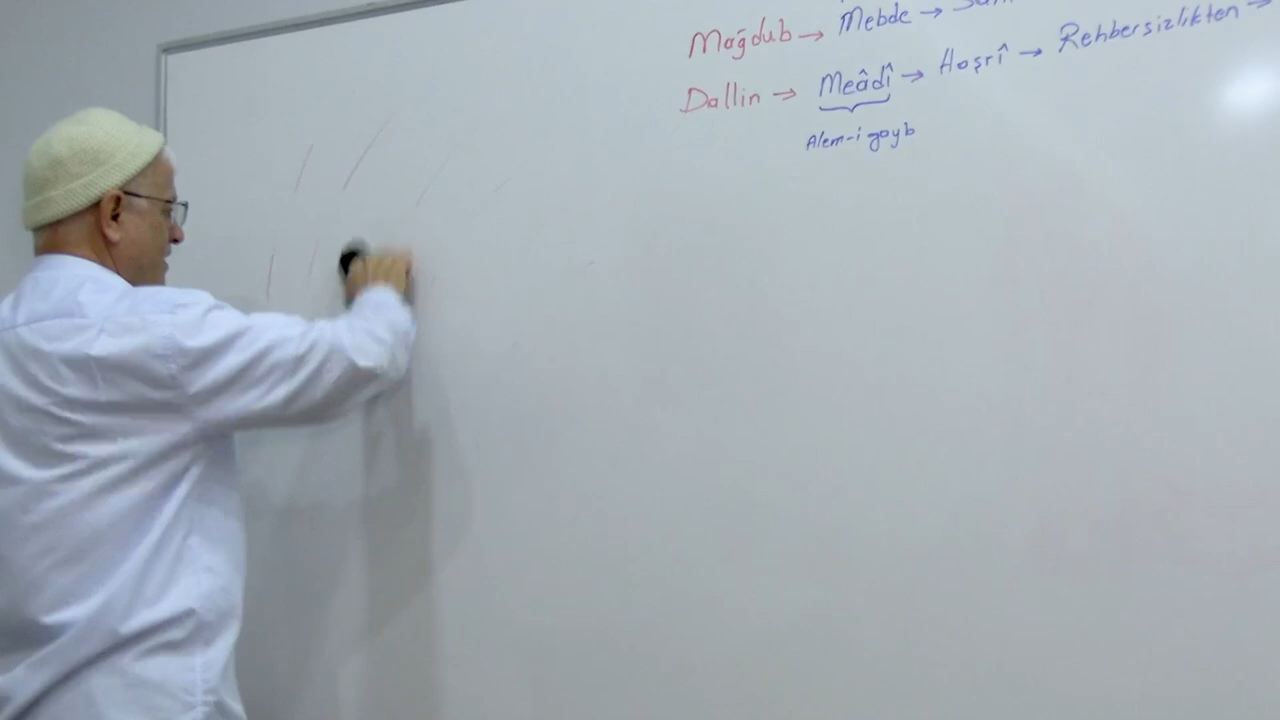 Mağdub → Mebde →
Dallin → Meâdî → Haşrî → Rehbersizlikten →
Alem-i gayb